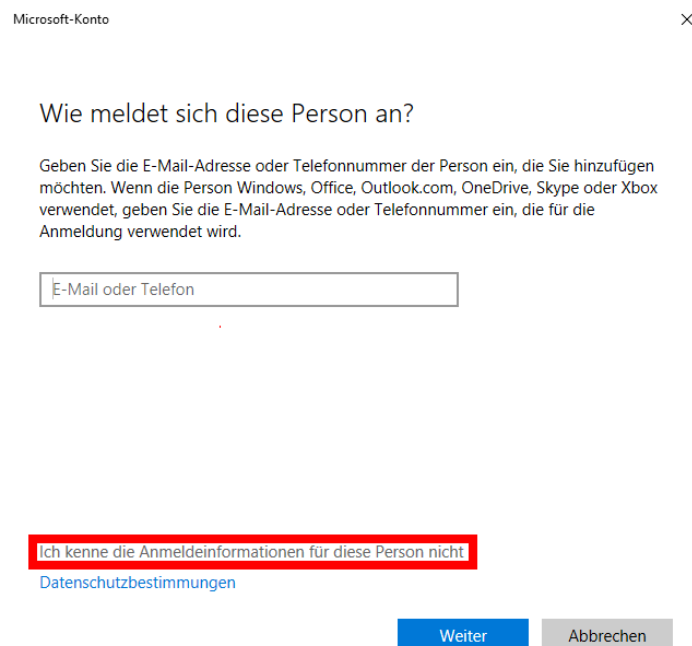 Microsoft-Konto
Wie meldet sich diese Person an?
Geben Sie die E-Mail-Adresse oder Telefonnummer der Person ein, die Sie hinzufügen
möchten. Wenn die Person Windows, Office, Outlook.com, OneDrive, Skype oder Xbox
verwendet, geben Sie die E-Mail-Adresse oder Telefonnummer ein, die für die
Anmeldung verwendet wird.
E-Mail oder Telefon
Ich kenne die Anmeldeinformationen für diese Person nicht
Datenschutzbestimmungen
Weiter Abbrechen